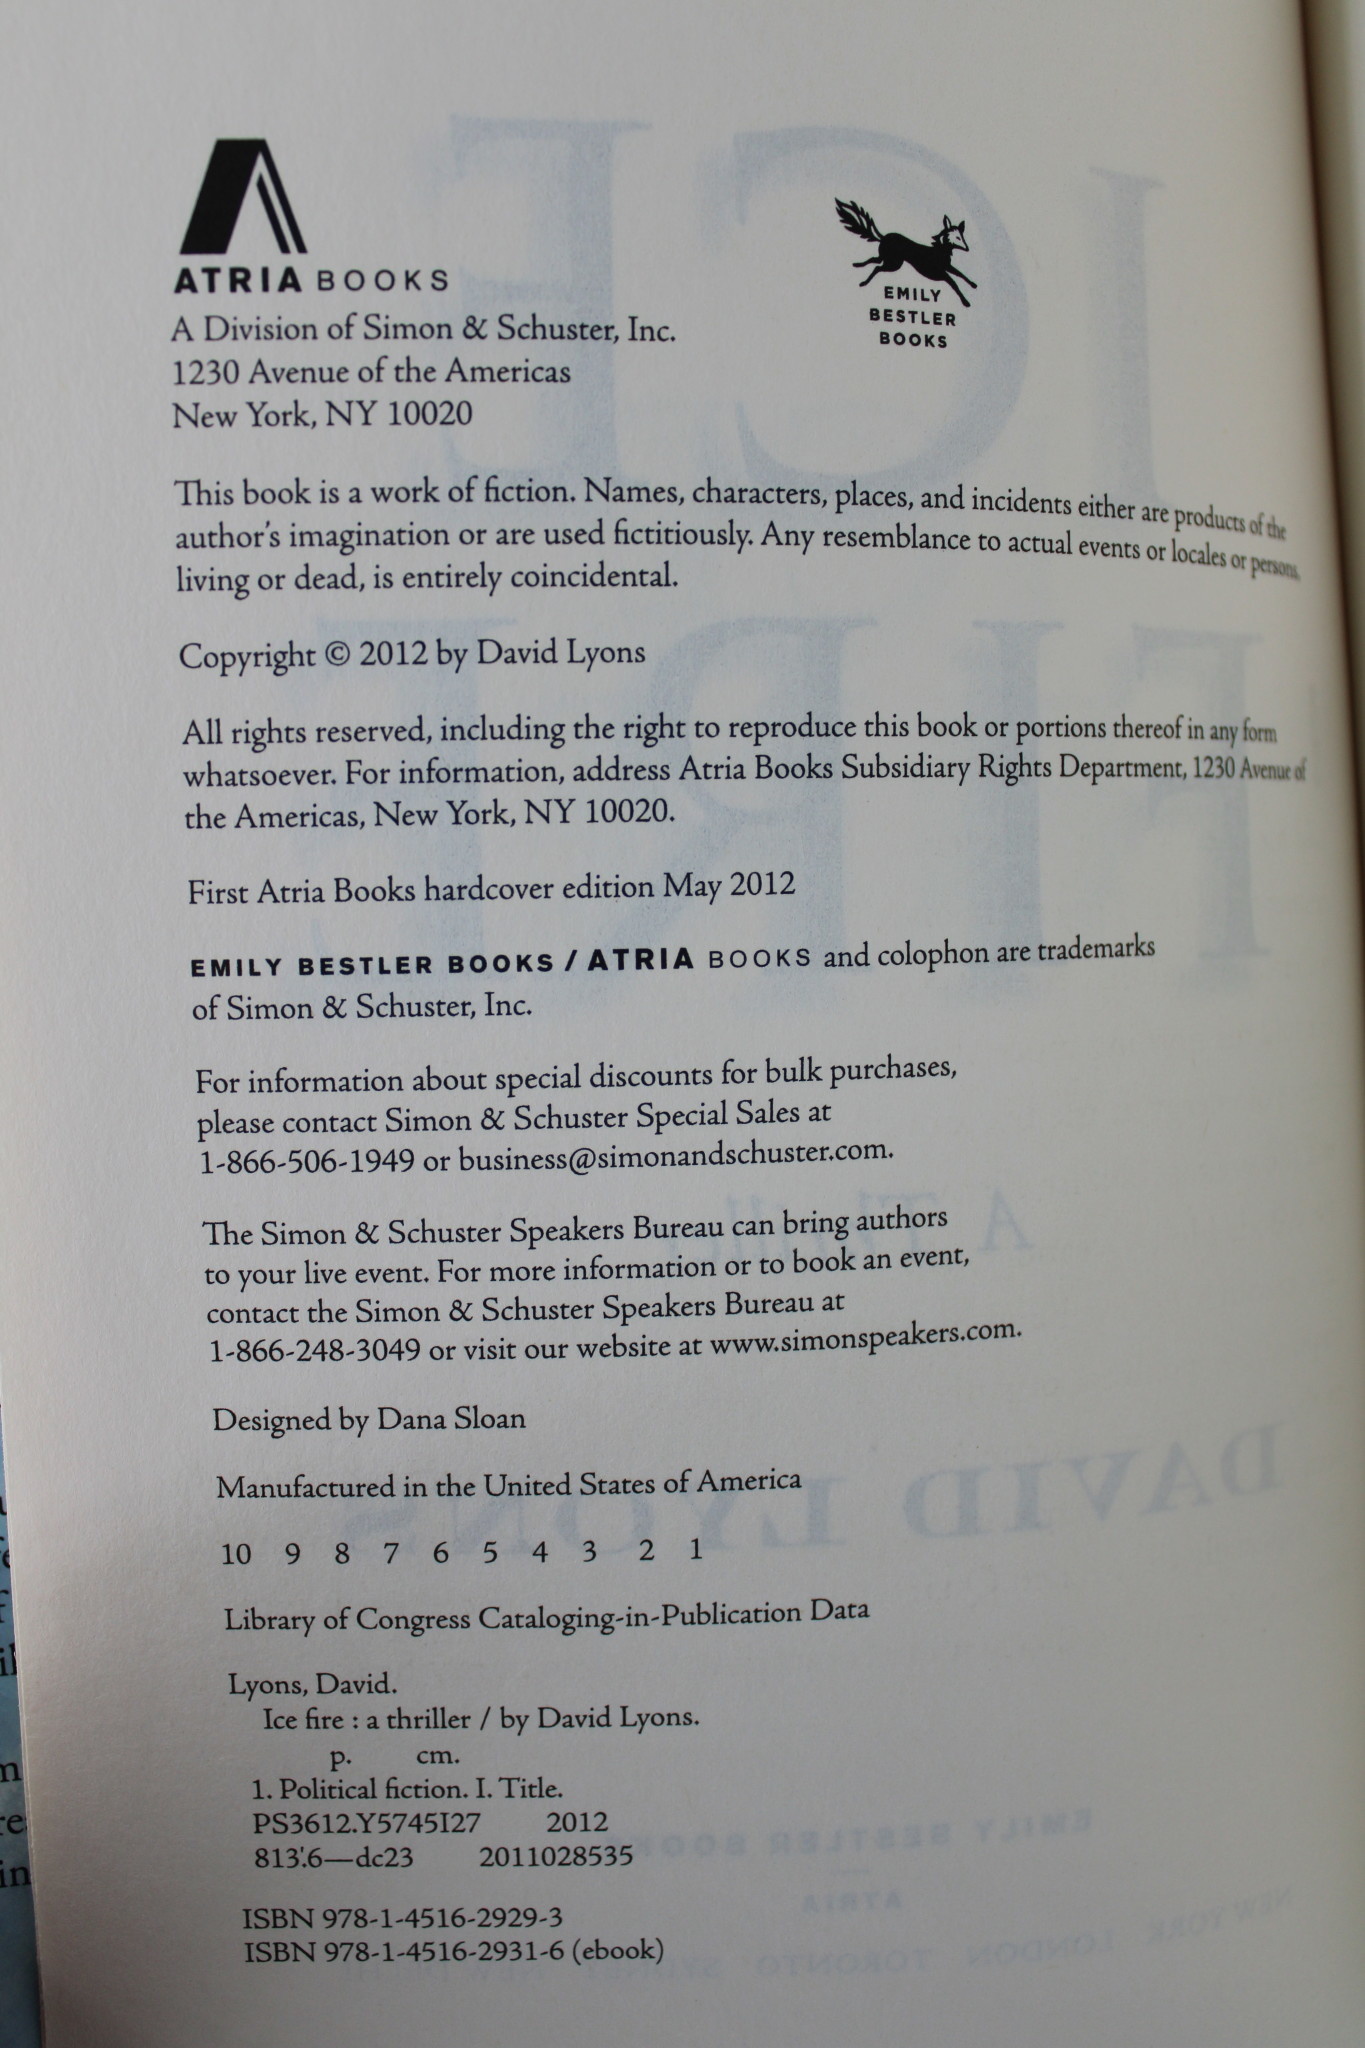 ATRIA BOOKS
A Division of Simon & Schuster, Inc.
1230 Avenue of the Americas
New York, NY 10020
EMILY
BESTLER
BOOKS
This book is a work of fiction. Names, characters, places, and incidents either are products of the
author's imagination or are used fictitiously. Any resemblance to actual events or locales or persons,
living or dead, is entirely coincidental.
Copyright © 2012 by David Lyons
All rights reserved, including the right to reproduce this book or portions thereof in any form
whatsoever. For information, address Atria Books Subsidiary Rights Department, 1230 Avenue of
the Americas, New York, NY 10020.
First Atria Books hardcover edition May 2012
EMILY BESTLER BOOKS / ATRIA BOOKS and colophon are trademarks
of Simon & Schuster, Inc.
For information about special discounts for bulk purchases,
please contact Simon & Schuster Special Sales at
1-866-506-1949 or business@simonandschuster.com.
The Simon & Schuster Speakers Bureau can bring authors
to your live event. For more information or to book an event,
contact the Simon & Schuster Speakers Bureau at
1-866-248-3049 or visit our website at www.simonspeakers.com.
Designed by Dana Sloan
Manufactured in the United States of America
10 9 8 7 6 5 4 3 2 1
Library of Congress Cataloging-in-Publication Data
Lyons, David.
Ice fire : a thriller / by David Lyons.
p. cm.
1. Political fiction. I. Title.
PS3612.Y5745I27 2012
813'.6—dc23 2011028535
ISBN 978-1-4516-2929-3
ISBN 978-1-4516-2931-6 (ebook)